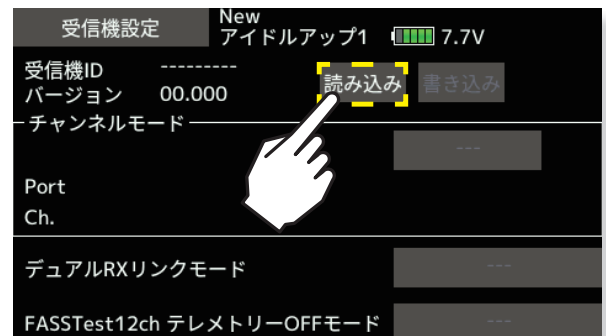 受信機設定
New
アイドルアップ1 7.7V
受信機ID ---------
バージョン 00.000
読み込み 書き込み
チャンネルモード
---
Port
Ch.
デュアルRXリンクモード ---
FASSTest12ch テレメトリーOFFモード ---